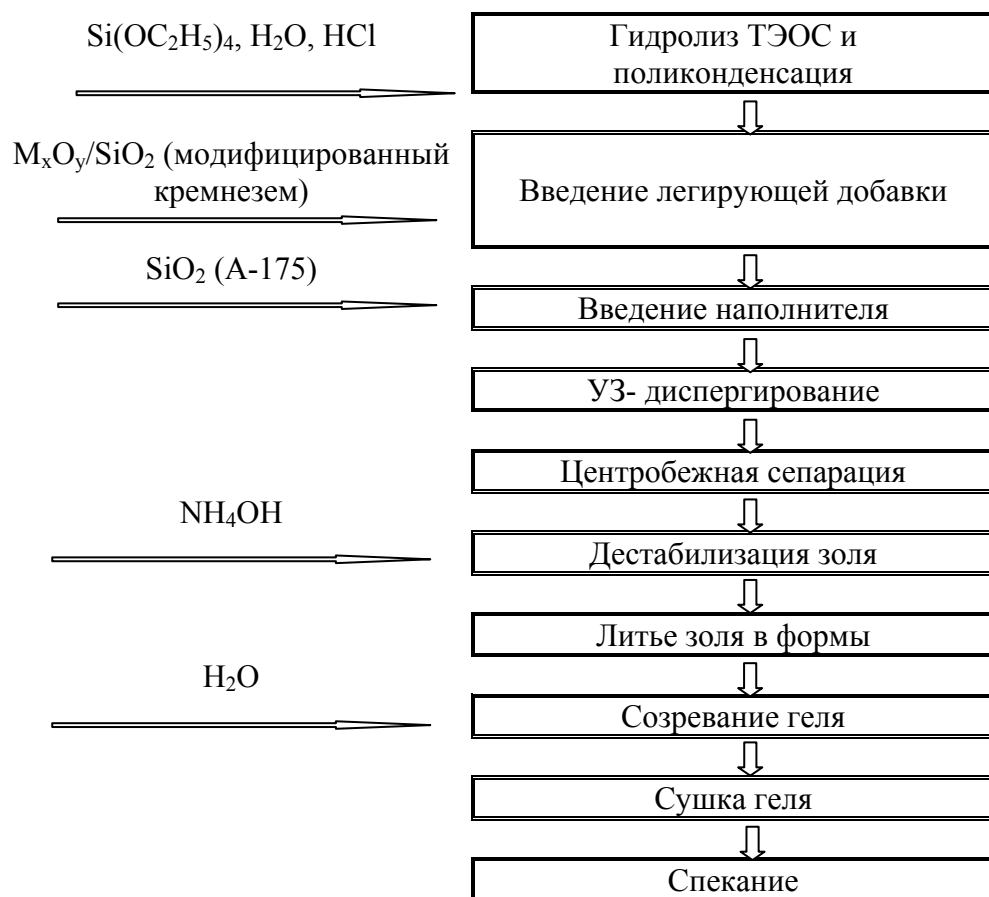 Si(OC₂H₅)₄, H₂O, HCl
Гидролиз ТЭОС и
поликонденсация
MₓOᵧ/SiO₂ (модифицированный
кремнезем)
Введение легирующей добавки
SiO₂ (А-175)
Введение наполнителя
УЗ- диспергирование
Центробежная сепарация
NH₄OH
Дестабилизация золя
Литье золя в формы
H₂O
Созревание геля
Сушка геля
Спекание